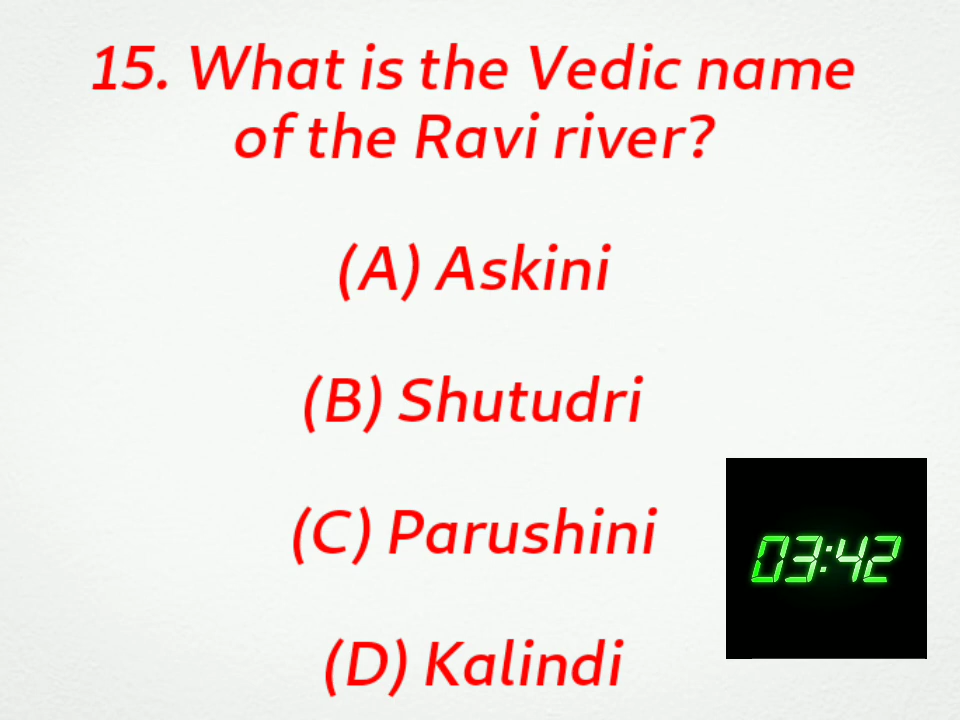 15. What is the Vedic name
of the Ravi river?
(A) Askini
(B) Shutudri
(C) Parushini
(D) Kalindi
03:42